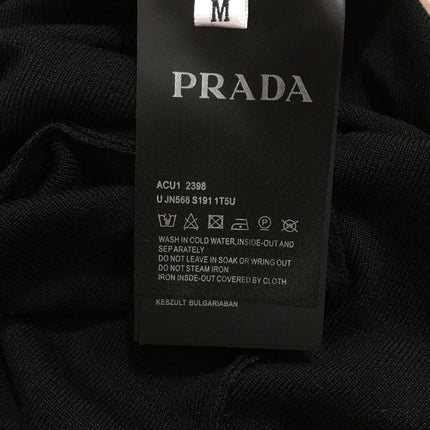 M
PRADA
ACU1 2398
U JN566 S191 1T5U
WASH IN COLD WATER,INSIDE-OUT AND
SEPARATELY
DO NOT LEAVE IN SOAK OR WRING OUT
DO NOT STEAM IRON
IRON INSDE-OUT COVERED BY CLOTH
KESZULT BULGARIABAN